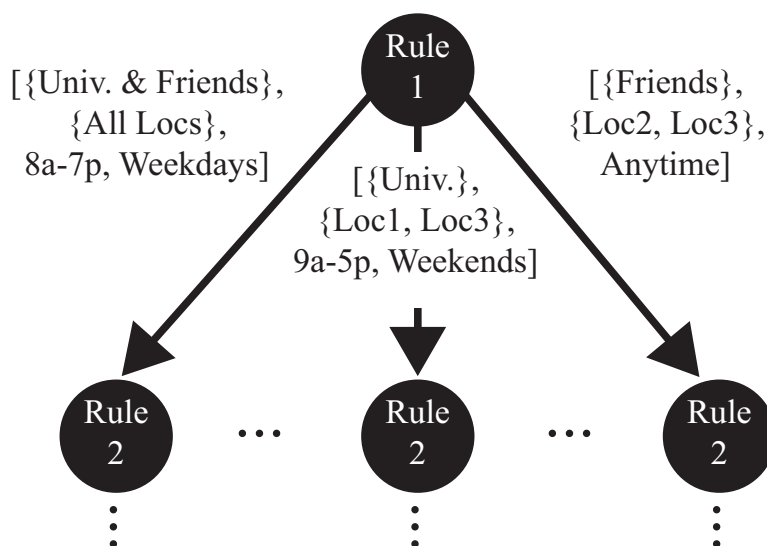 Rule
1
[{Univ. & Friends},
{All Locs},
8a-7p, Weekdays]
[{Univ.},
{Loc1, Loc3},
9a-5p, Weekends]
[{Friends},
{Loc2, Loc3},
Anytime]
Rule
2
...
Rule
2
...
Rule
2